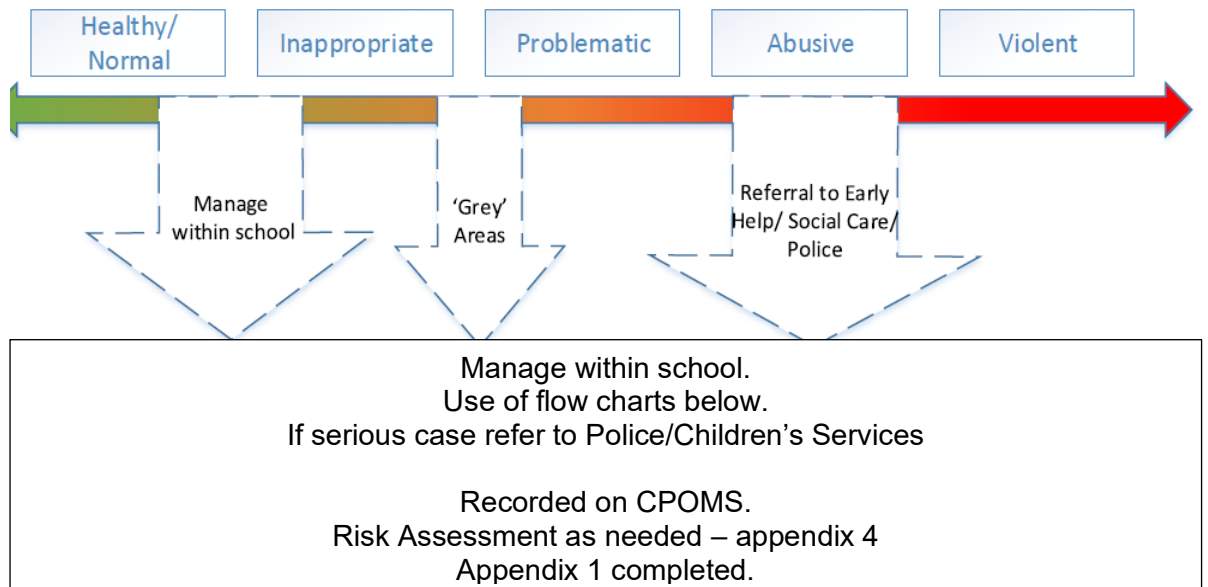 Healthy/
Normal
Inappropriate
Problematic
Abusive
Violent
Manage
within school
‘Grey’
Areas
Referral to Early
Help/ Social Care/
Police
Manage within school.
Use of flow charts below.
If serious case refer to Police/Children’s Services
Recorded on CPOMS.
Risk Assessment as needed – appendix 4
Appendix 1 completed.